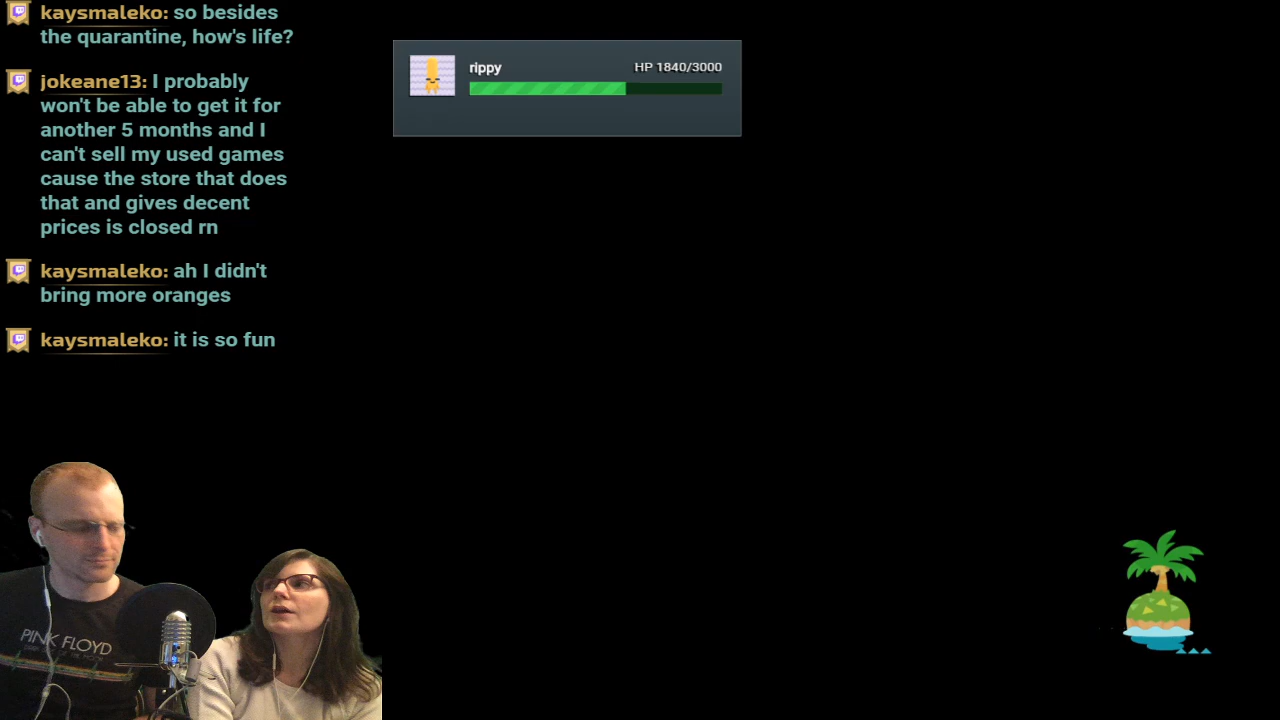 kaysmaleko: so besides
the quarantine, how's life?
jokeane13: I probably
won't be able to get it for
another 5 months and I
can't sell my used games
cause the store that does
that and gives decent
prices is closed rn
kaysmaleko: ah I didn't
bring more oranges
kaysmaleko: it is so fun
rippy
HP 1840/3000
PINK FLOYD